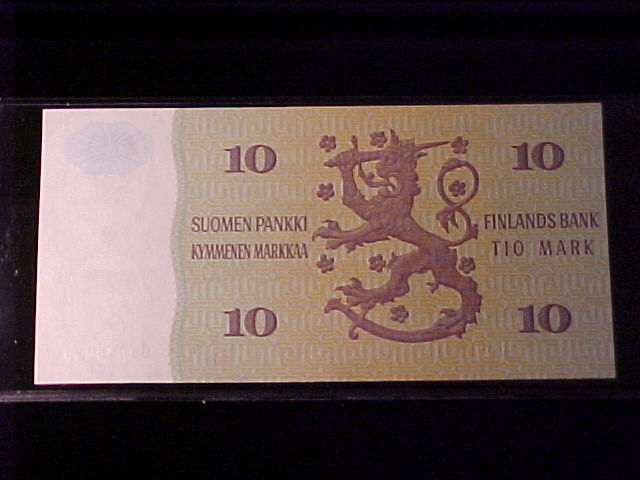 10 10
SUOMEN PANKKI FINLANDS BANK
KYMMENEN MARKKAA TIO MARK
10 10